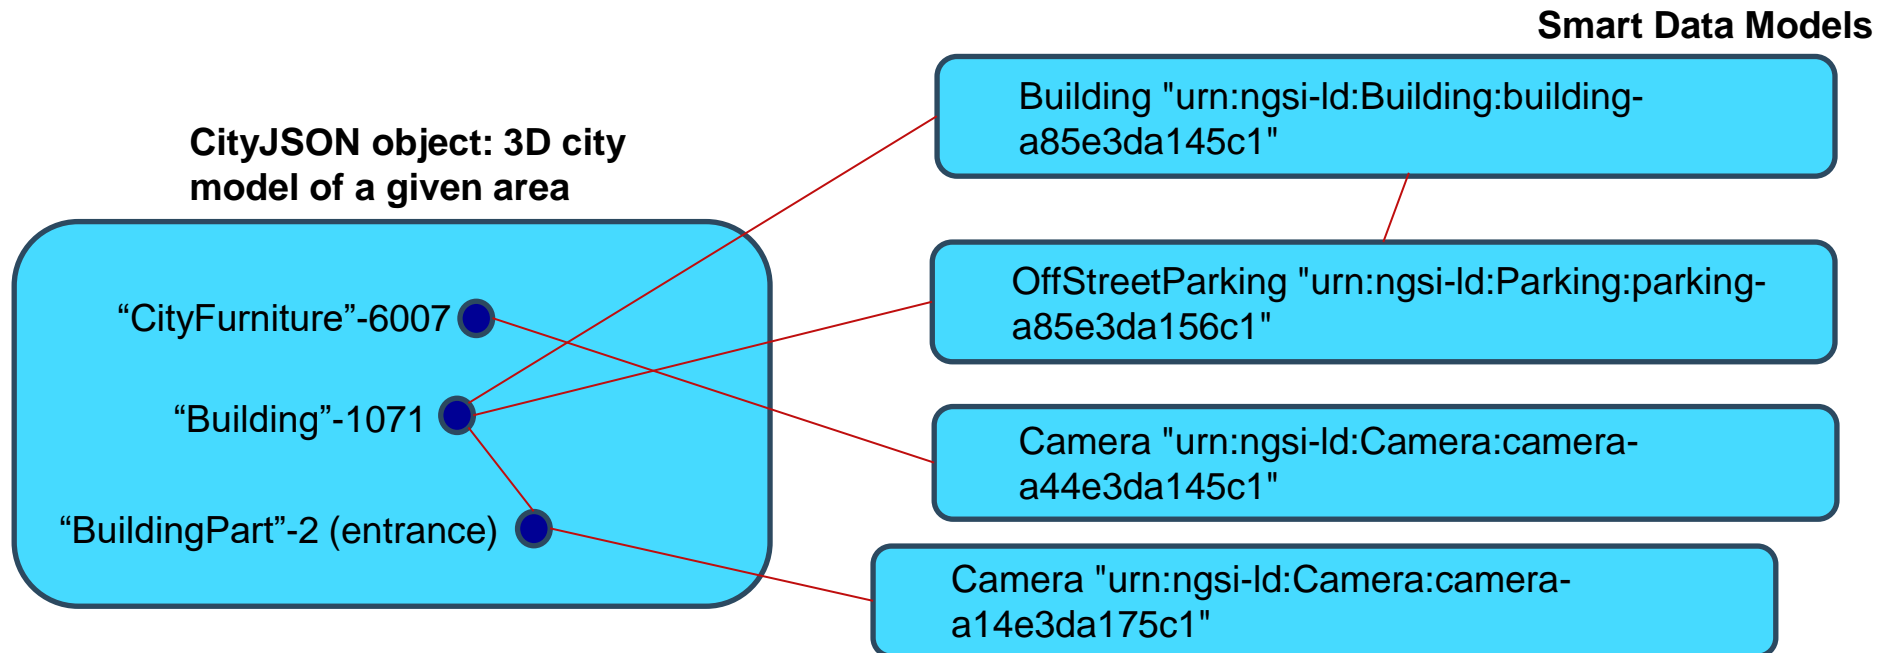 Smart Data Models
CityJSON object: 3D city
model of a given area
“CityFurniture”-6007
“Building”-1071
“BuildingPart”-2 (entrance)
Building "urn:ngsi-ld:Building:building-
a85e3da145c1"
OffStreetParking "urn:ngsi-ld:Parking:parking-
a85e3da156c1"
Camera "urn:ngsi-ld:Camera:camera-
a44e3da145c1"
Camera "urn:ngsi-ld:Camera:camera-
a14e3da175c1"